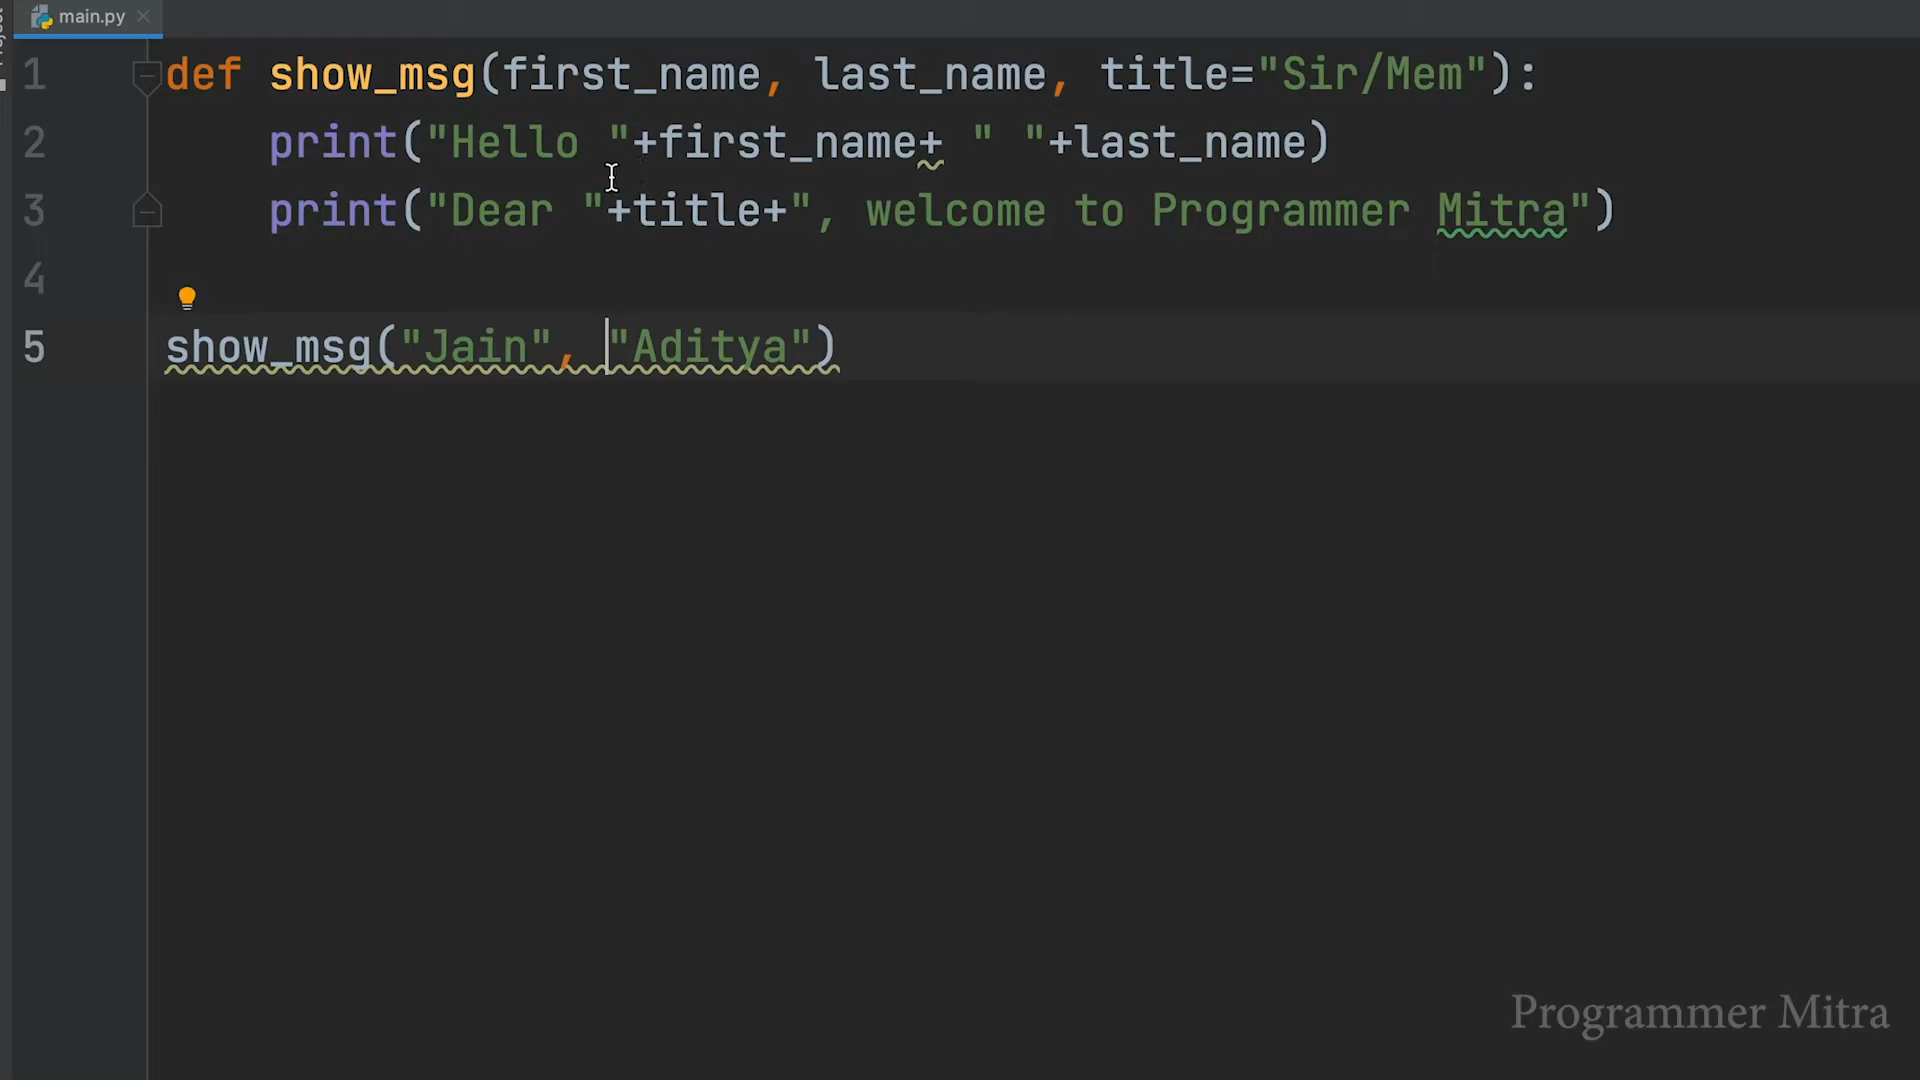 main.py
1 def show_msg(first_name, last_name, title="Sir/Mem"):
2     print("Hello "+first_name+ " "+last_name)
3     print("Dear "+title+", welcome to Programmer Mitra")
4
5 show_msg("Jain", "Aditya")
Programmer Mitra